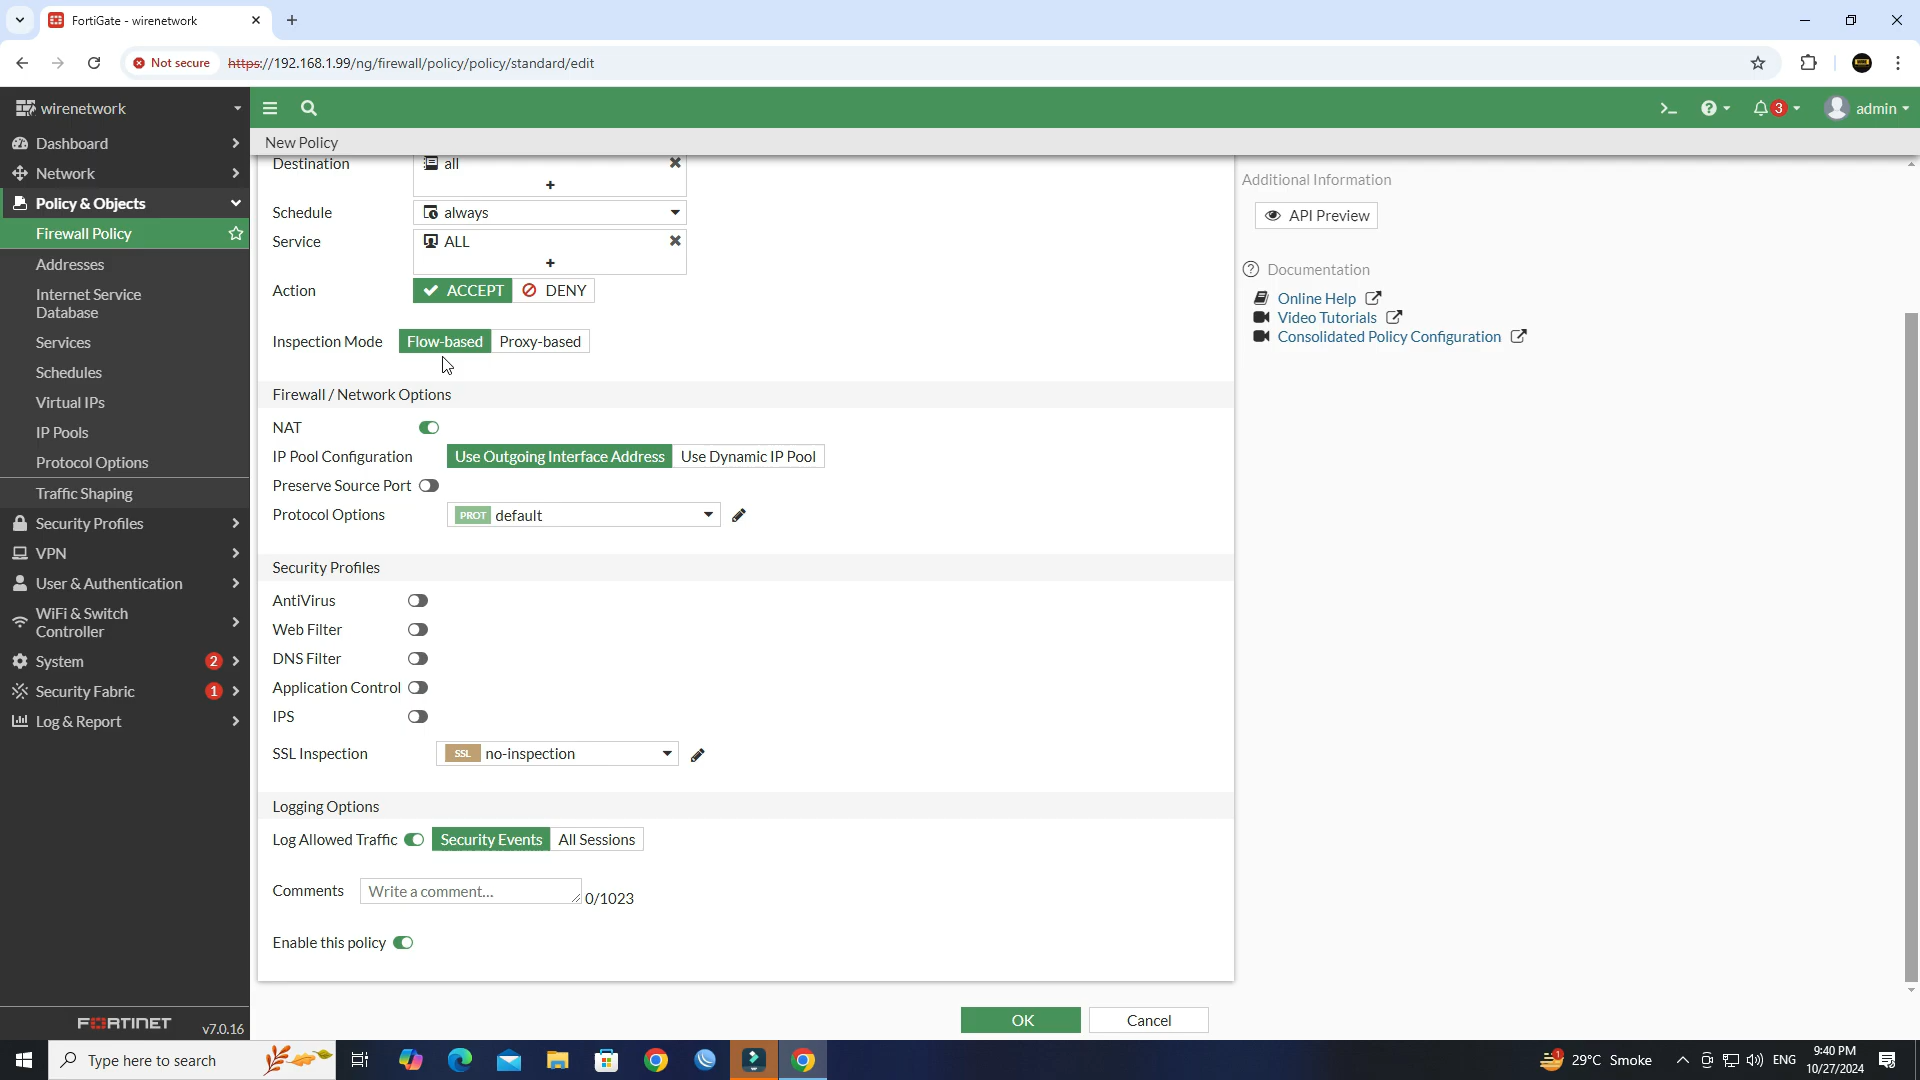 FortiGate - wirenetwork
Not secure https://192.168.1.99/ng/firewall/policy/policy/standard/edit
wirenetwork
3
admin
Dashboard
Network
Policy & Objects
Firewall Policy
Addresses
Internet Service
Database
Services
Schedules
Virtual IPs
IP Pools
Protocol Options
Traffic Shaping
Security Profiles
VPN
User & Authentication
WiFi & Switch
Controller
System 2
Security Fabric 1
Log & Report
FORTINET v7.0.16
New Policy
Destination all
Schedule always
Service ALL
Action ACCEPT DENY
Inspection Mode Flow-based Proxy-based
Firewall / Network Options
NAT
IP Pool Configuration Use Outgoing Interface Address Use Dynamic IP Pool
Preserve Source Port
Protocol Options PROT default
Security Profiles
AntiVirus
Web Filter
DNS Filter
Application Control
IPS
SSL Inspection SSL no-inspection
Logging Options
Log Allowed Traffic Security Events All Sessions
Comments Write a comment... 0/1023
Enable this policy
OK Cancel
Additional Information
API Preview
Documentation
Online Help
Video Tutorials
Consolidated Policy Configuration
Type here to search
1 29°C Smoke ENG
9:40 PM
10/27/2024